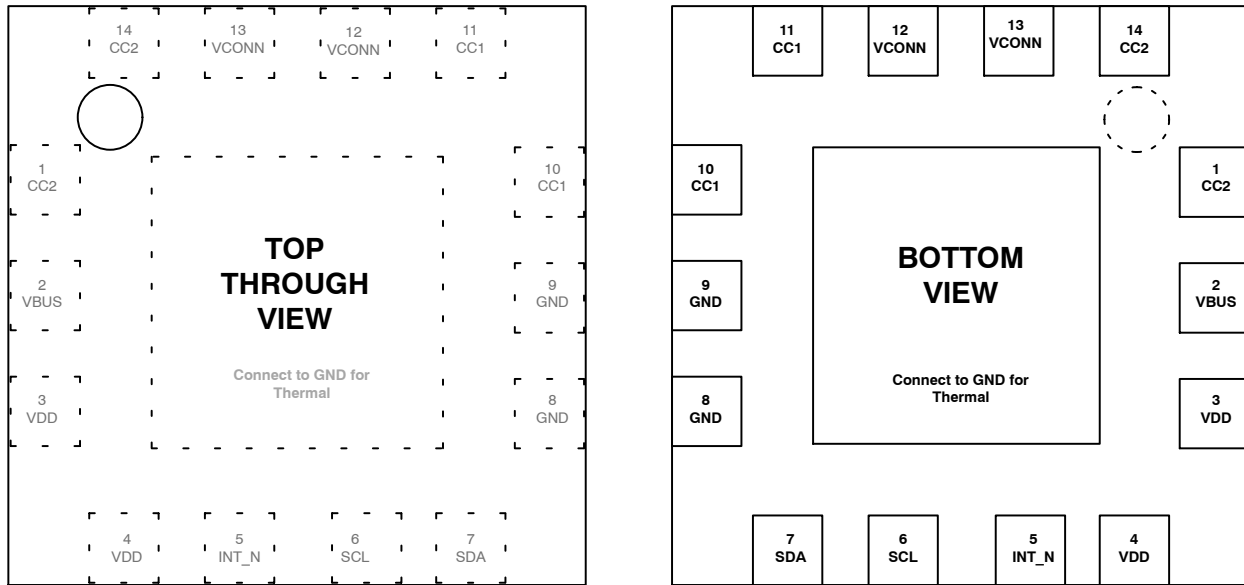 14
CC2
13
VCONN
12
VCONN
11
CC1
1
CC2
10
CC1
2
VBUS
TOP
THROUGH
VIEW
9
GND
3
VDD
Connect to GND for
Thermal
8
GND
4
VDD
5
INT_N
6
SCL
7
SDA
11
CC1
12
VCONN
13
VCONN
14
CC2
10
CC1
1
CC2
9
GND
BOTTOM
VIEW
2
VBUS
8
GND
Connect to GND for
Thermal
3
VDD
7
SDA
6
SCL
5
INT_N
4
VDD